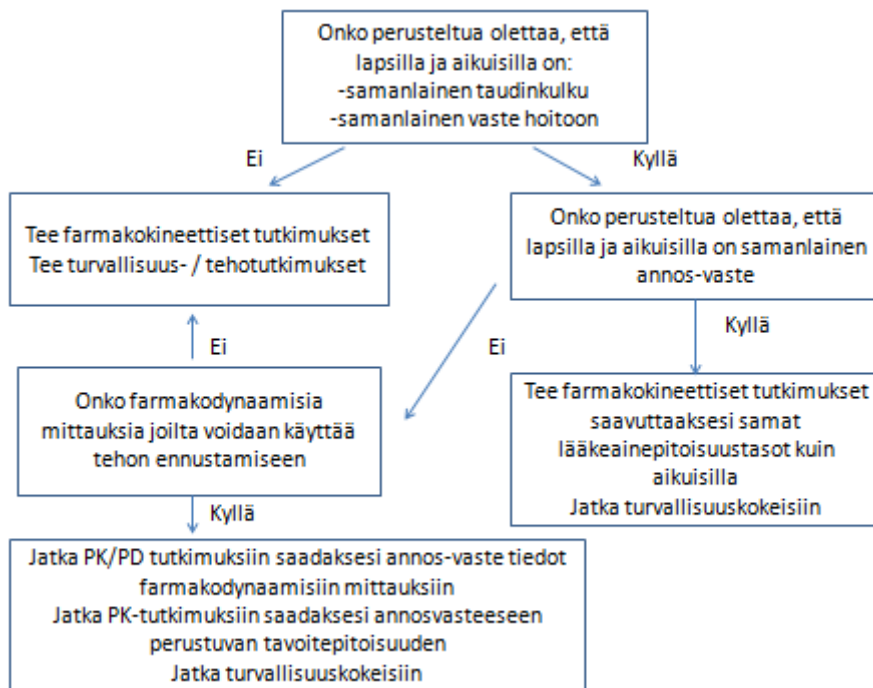 Onko perusteltua olettaa, että
lapsilla ja aikuisilla on:
-samanlainen taudinkulku
-samanlainen vaste hoitoon
Ei
Kyllä
Tee farmakokineettiset tutkimukset
Tee turvallisuus- / tehotutkimukset
Onko perusteltua olettaa, että
lapsilla ja aikuisilla on samanlainen
annos-vaste
Ei
Ei
Kyllä
Onko farmakodynaamisia
mittauksia joilta voidaan käyttää
tehon ennustamiseen
Tee farmakokineettiset tutkimukset
saavuttaaksesi samat
lääkeainepitoisuustasot kuin
aikuisilla
Jatka turvallisuuskokeisiin
Kyllä
Jatka PK/PD tutkimuksiin saadaksesi annos-vaste tiedot
farmakodynaamisiin mittauksiin
Jatka PK-tutkimuksiin saadaksesi annosvasteeseen
perustuvan tavoitepitoisuuden
Jatka turvallisuuskokeisiin